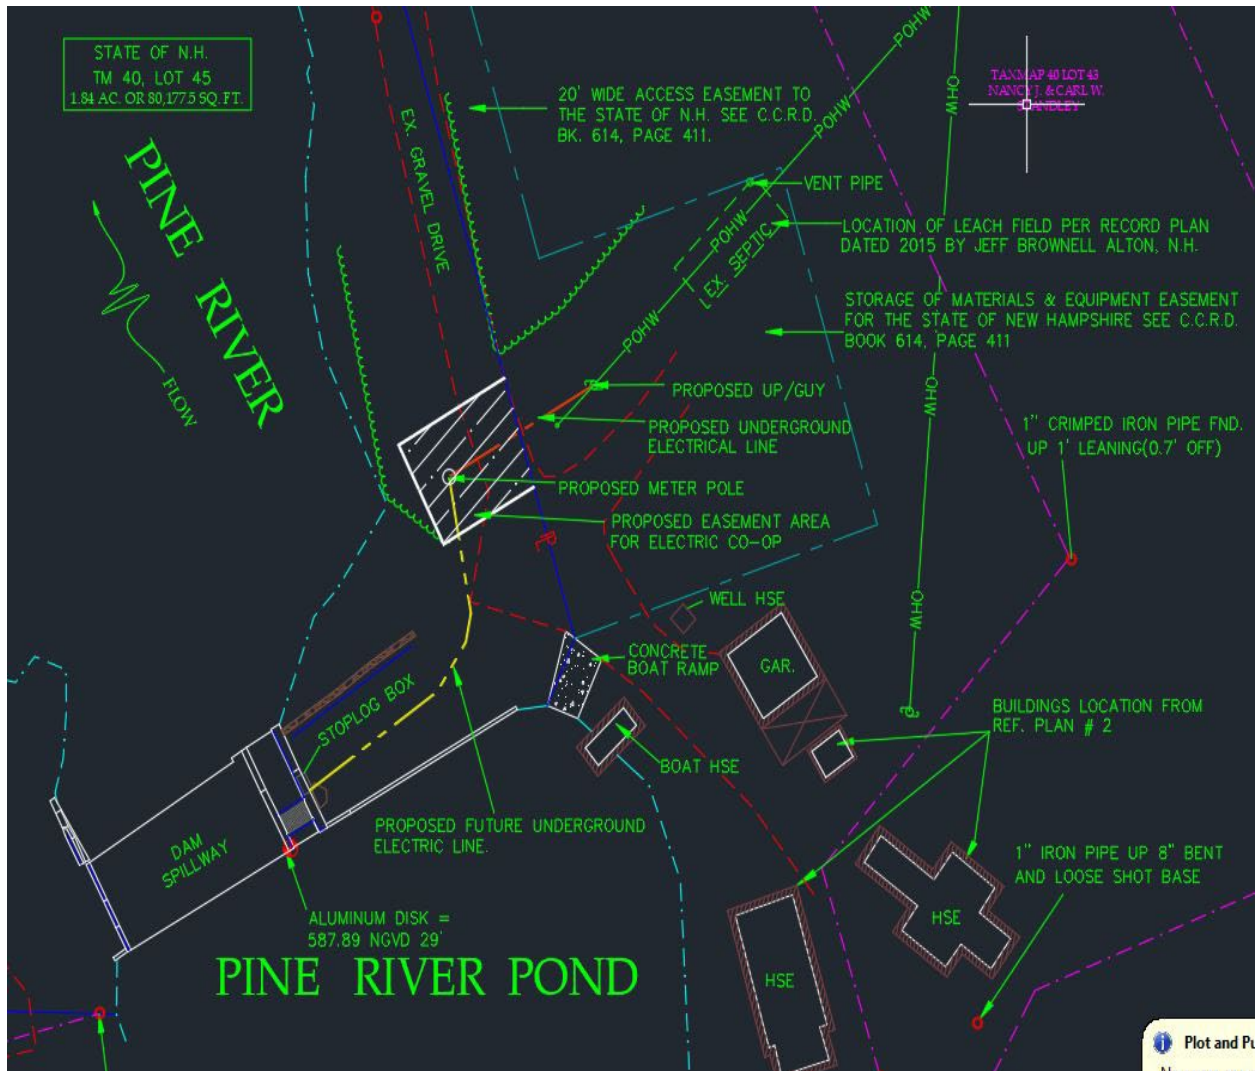 STATE OF N.H.
TM 40, LOT 45
1.84 AC. OR 80,177.5 SQ. FT.
PINE RIVER
FLOW
EX. GRAVEL DRIVE
20' WIDE ACCESS EASEMENT TO
THE STATE OF N.H. SEE C.C.R.D.
BK. 614, PAGE 411.
POHW
POHW
POHW
POHW
OHW
OHW
OHW
OHW
TAXMAP 40 LOT 43
NANCY J. & CARL W.
VENT PIPE
LOCATION OF LEACH FIELD PER RECORD PLAN
DATED 2015 BY JEFF BROWNELL ALTON, N.H.
EX. SEPTIC
STORAGE OF MATERIALS & EQUIPMENT EASEMENT
FOR THE STATE OF NEW HAMPSHIRE SEE C.C.R.D.
BOOK 614, PAGE 411
PROPOSED UP/GUY
PROPOSED UNDERGROUND
ELECTRICAL LINE
1" CRIMPED IRON PIPE FND.
UP 1' LEANING(0.7' OFF)
PROPOSED METER POLE
PROPOSED EASEMENT AREA
FOR ELECTRIC CO-OP
PL
WELL HSE
CONCRETE
BOAT RAMP
GAR.
STOPLOG BOX
BUILDINGS LOCATION FROM
REF. PLAN # 2
BOAT HSE
PROPOSED FUTURE UNDERGROUND
ELECTRIC LINE.
DAM
SPILLWAY
1" IRON PIPE UP 8" BENT
AND LOOSE SHOT BASE
HSE
ALUMINUM DISK =
587.89 NGVD 29'
PINE RIVER POND
HSE
Plot and Pu